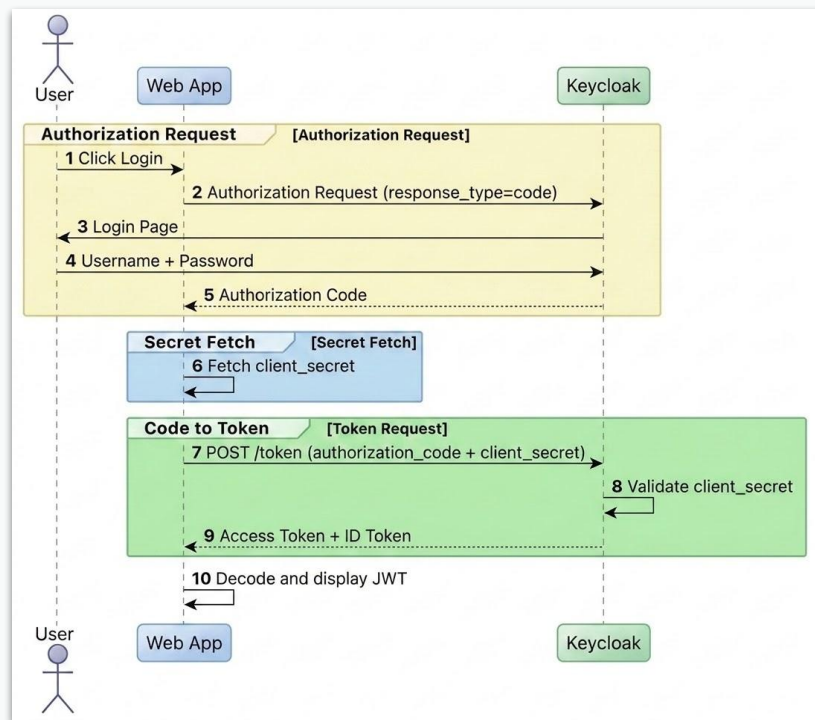 User
Web App
Keycloak
Authorization Request [Authorization Request]
1 Click Login
2 Authorization Request (response_type=code)
3 Login Page
4 Username + Password
5 Authorization Code
Secret Fetch [Secret Fetch]
6 Fetch client_secret
Code to Token [Token Request]
7 POST /token (authorization_code + client_secret)
8 Validate client_secret
9 Access Token + ID Token
10 Decode and display JWT
User
Web App
Keycloak